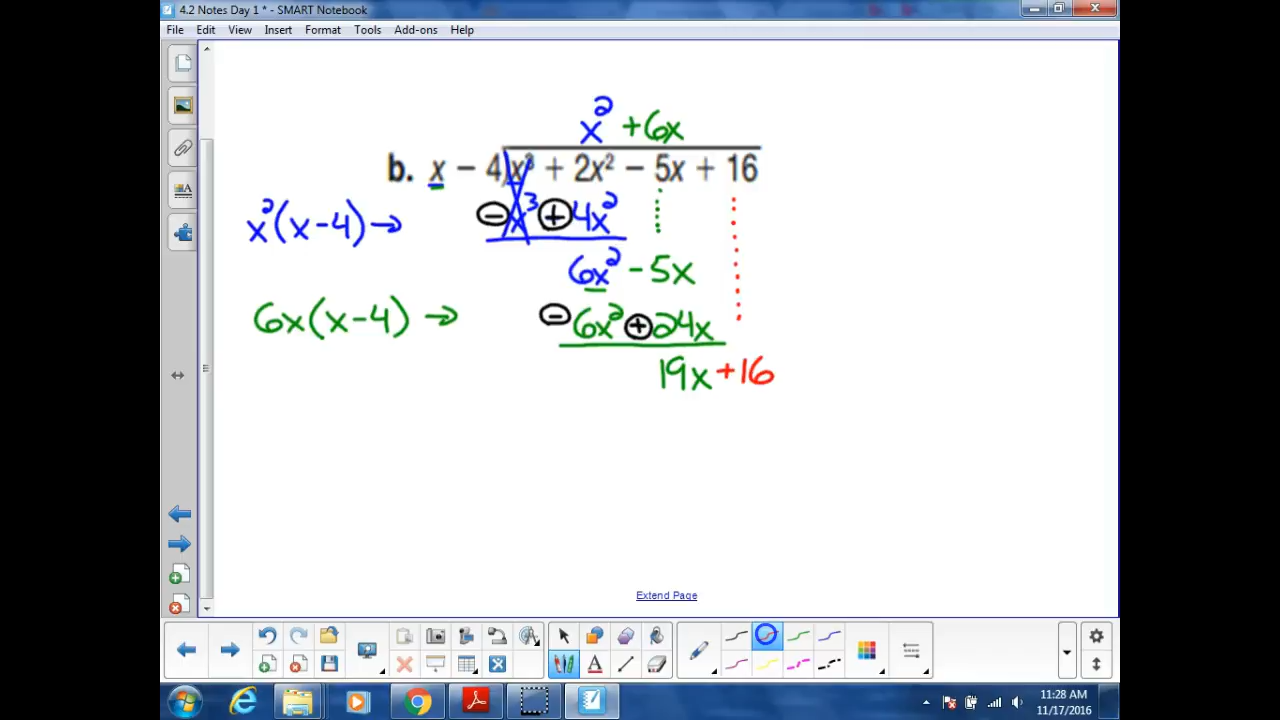 4.2 Notes Day 1 * - SMART Notebook
File Edit View Insert Format Tools Add-ons Help
x² +6x
b. x − 4)x³ + 2x² − 5x + 16
x²(x−4)→ ⊖x³ ⊕4x²
6x² −5x
6x(x−4) → ⊖6x² ⊕24x
19x +16
Extend Page
A
11:28 AM
11/17/2016